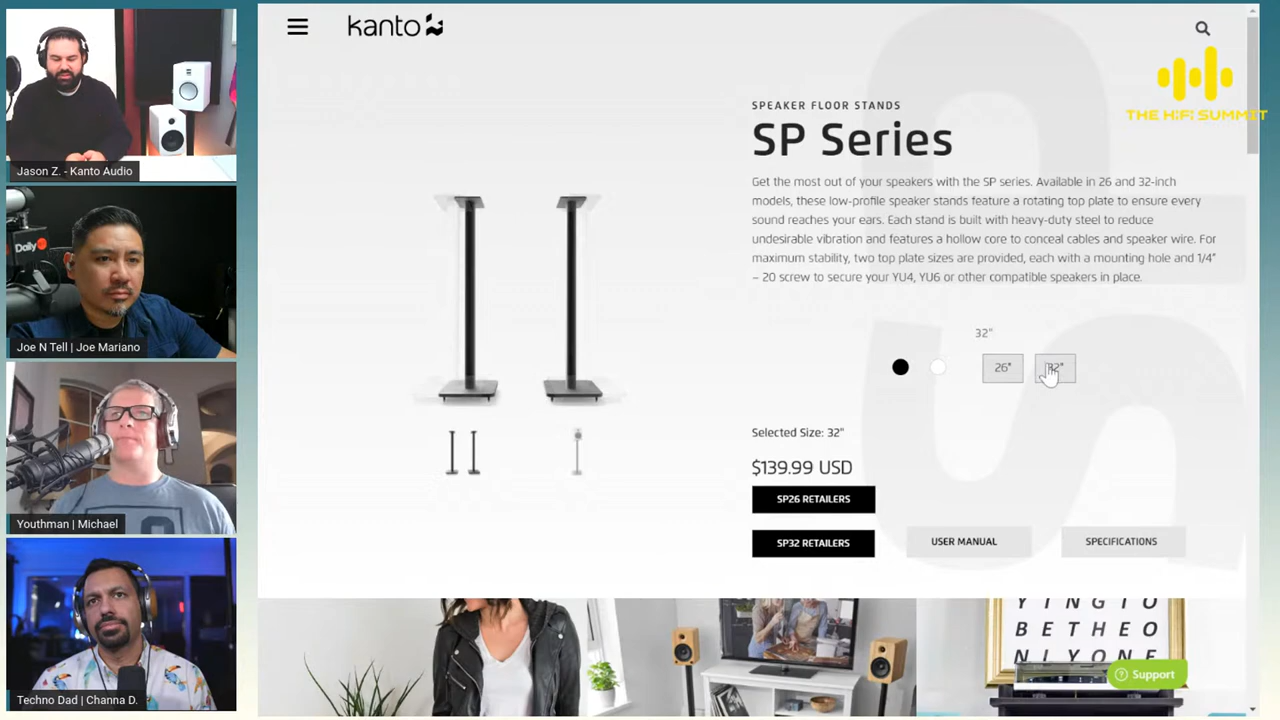 kanto
THE HIFI SUMMIT
SPEAKER FLOOR STANDS
SP Series
Get the most out of your speakers with the SP series. Available in 26 and 32-inch
models, these low-profile speaker stands feature a rotating top plate to ensure every
sound reaches your ears. Each stand is built with heavy-duty steel to reduce
undesirable vibration and features a hollow core to conceal cables and speaker wire. For
maximum stability, two top plate sizes are provided, each with a mounting hole and 1/4"
– 20 screw to secure your YU4, YU6 or other compatible speakers in place.
32"
26"
32"
Selected Size: 32"
$139.99 USD
SP26 RETAILERS
SP32 RETAILERS
USER MANUAL
SPECIFICATIONS
Y I N G T O
B E T H E O
N I Y O N E
Support
Jason Z. - Kanto Audio
Daily
Joe N Tell | Joe Mariano
Youthman | Michael
Techno Dad | Channa D.